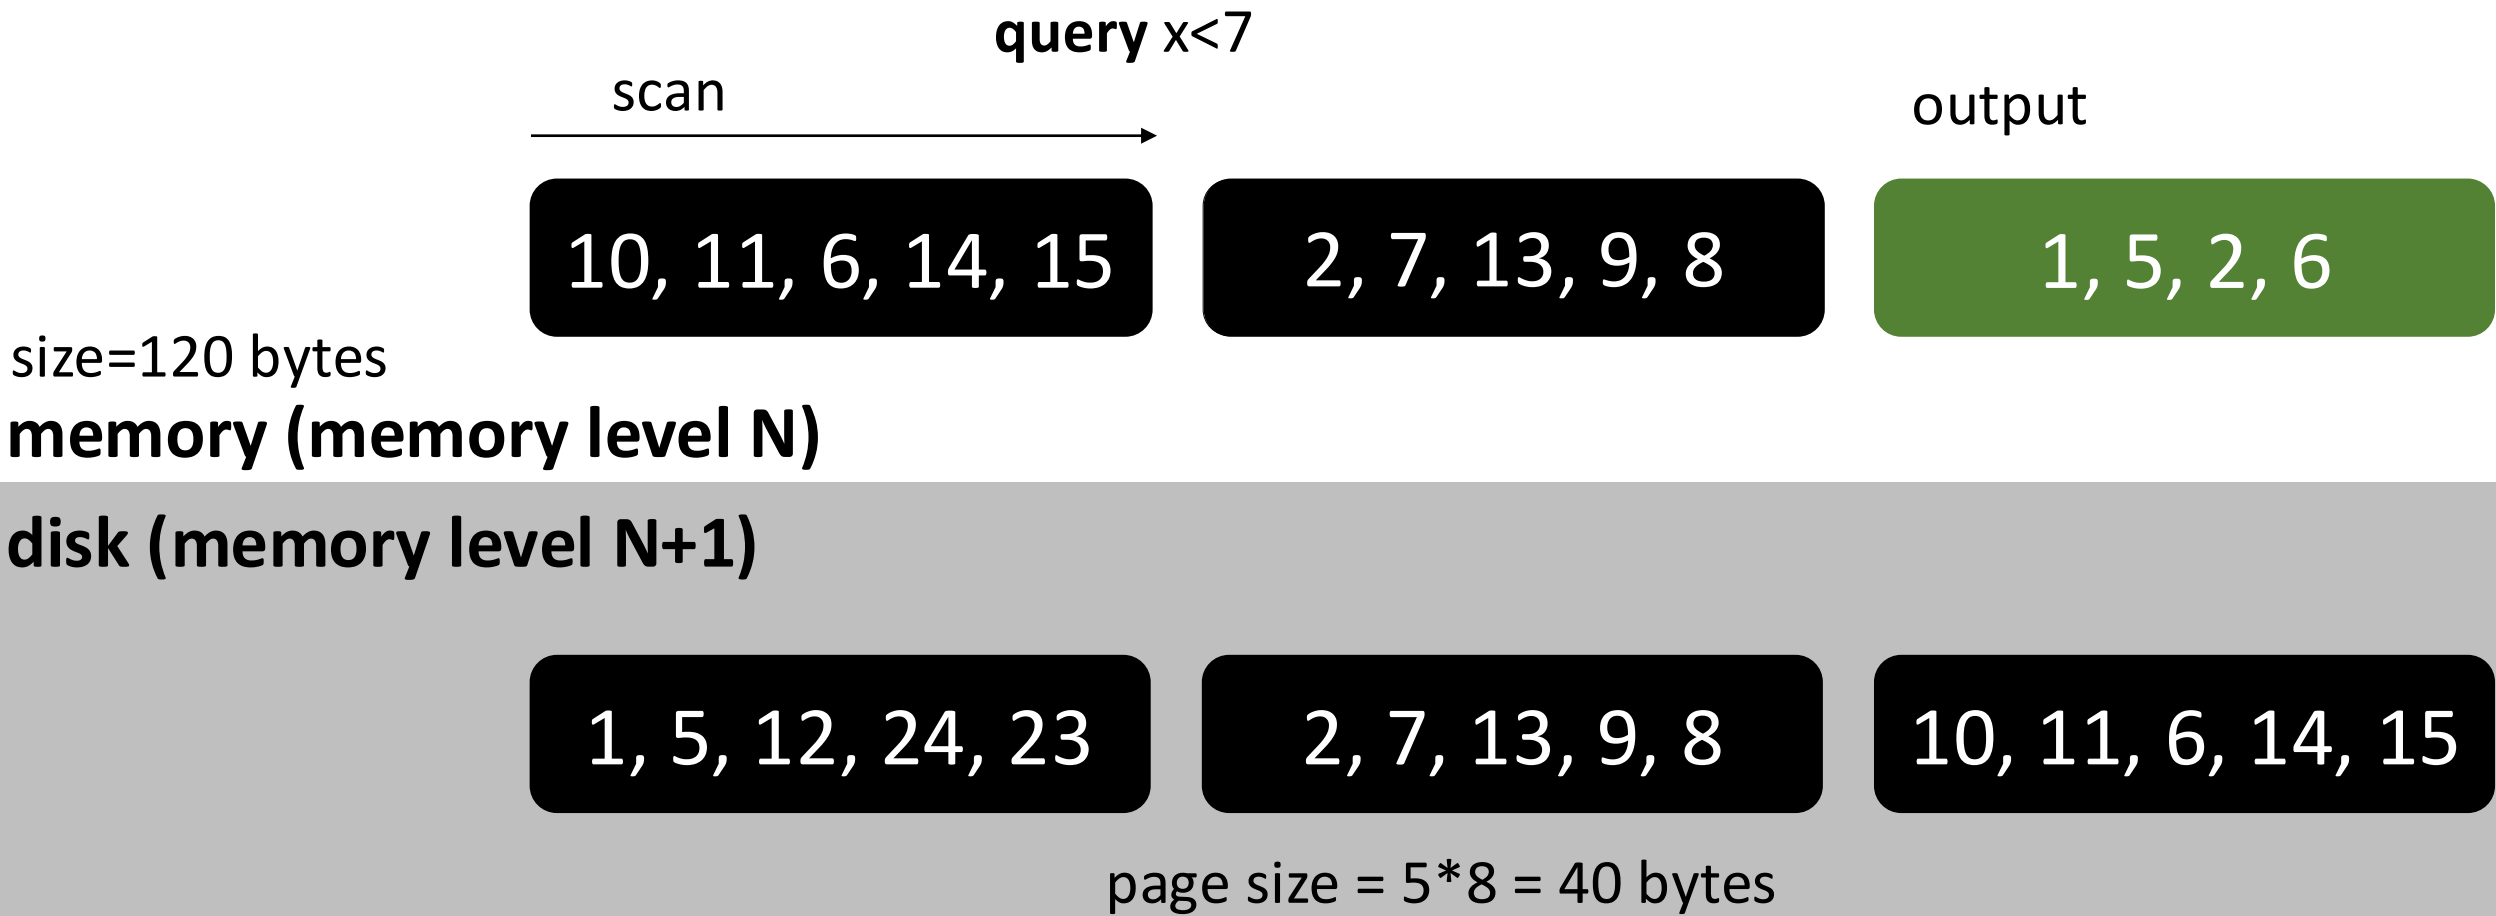 query x<7
scan
output
10, 11, 6, 14, 15
2, 7, 13, 9, 8
1, 5, 2, 6
size=120 bytes
memory (memory level N)
disk (memory level N+1)
1, 5, 12, 24, 23
2, 7, 13, 9, 8
10, 11, 6, 14, 15
page size = 5*8 = 40 bytes